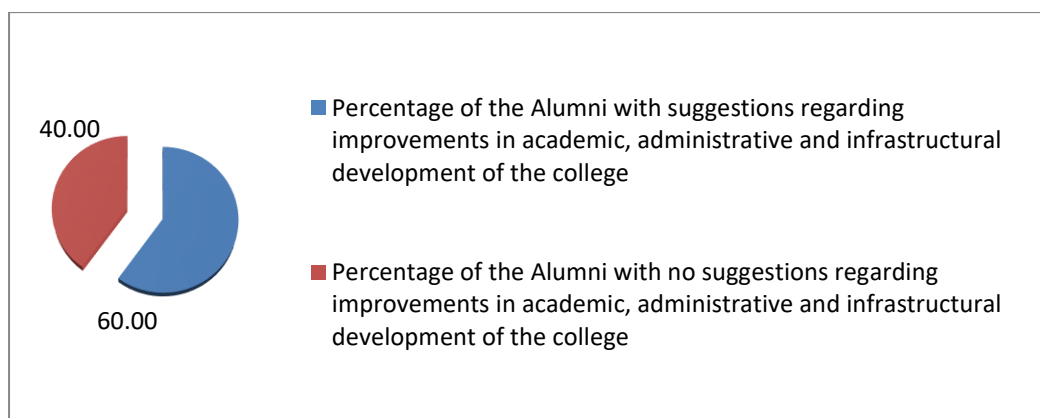 40.00
60.00
Percentage of the Alumni with suggestions regarding
improvements in academic, administrative and infrastructural
development of the college
Percentage of the Alumni with no suggestions regarding
improvements in academic, administrative and infrastructural
development of the college